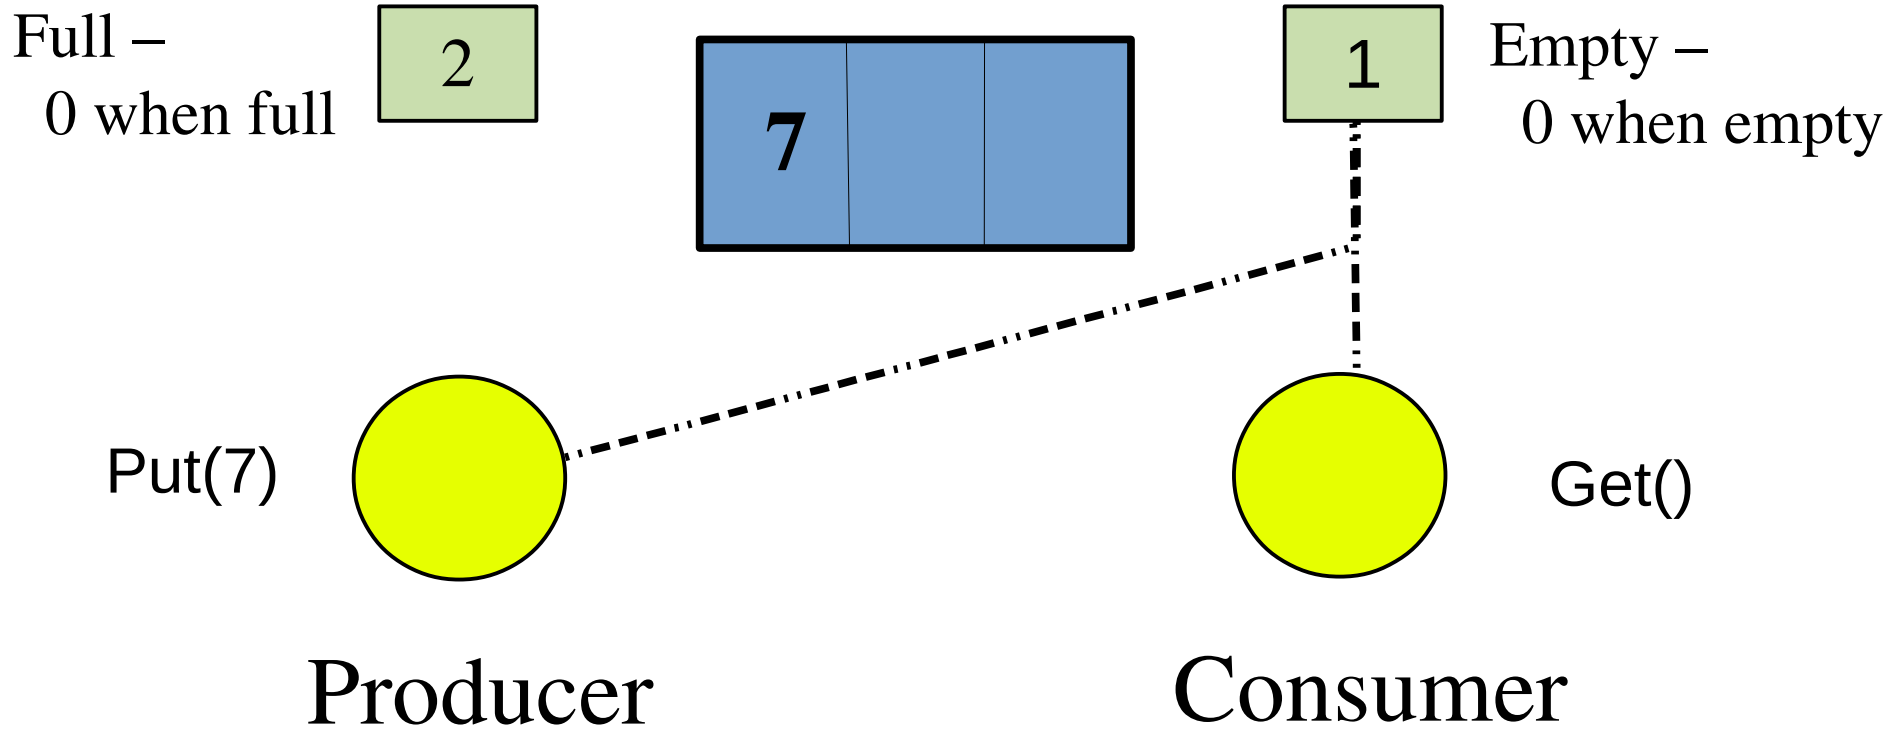 Full –
0 when full
2
7
1
Empty –
0 when empty
Put(7)
Get()
Producer
Consumer